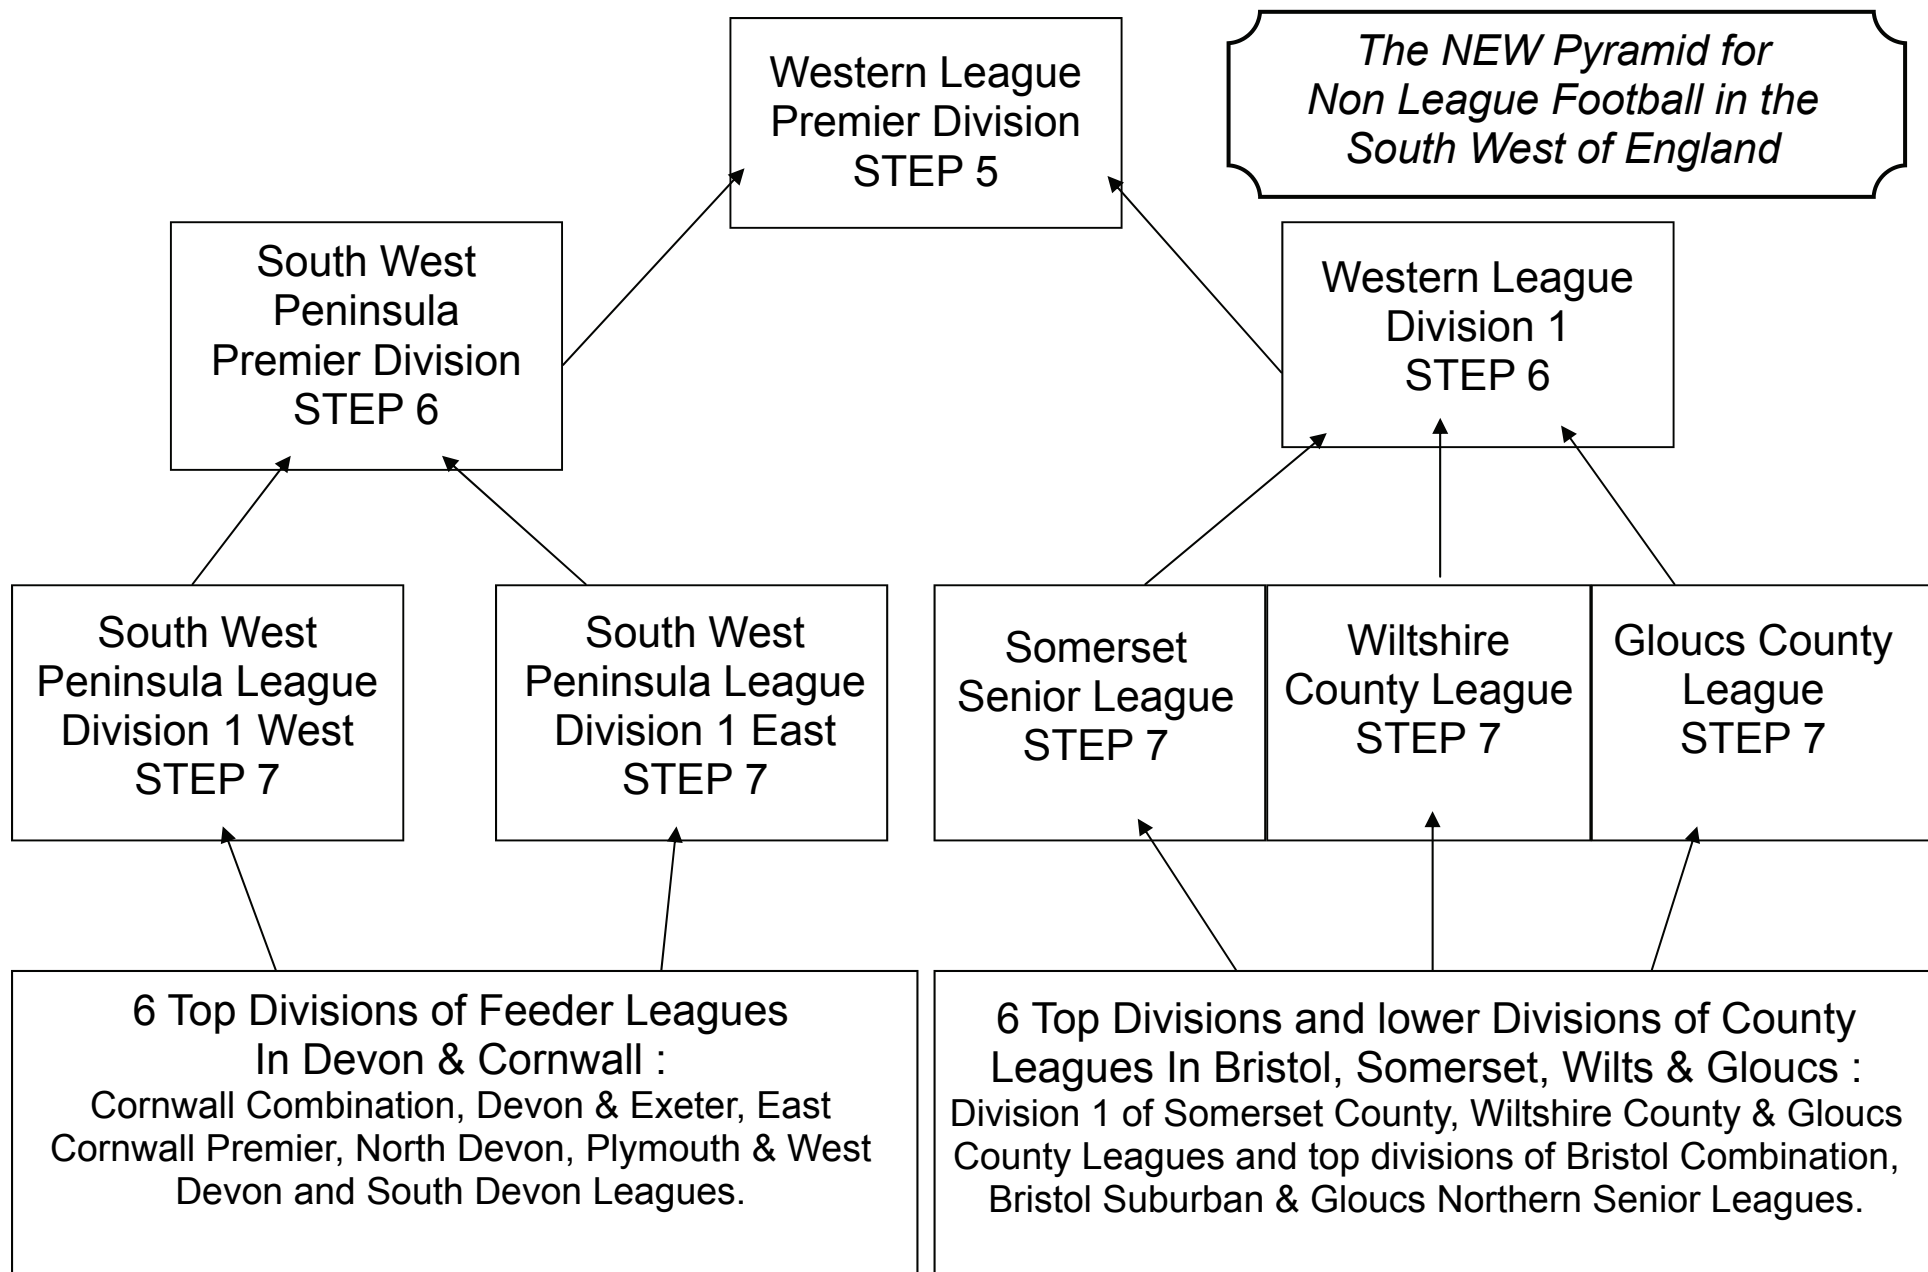 Western League
Premier Division
STEP 5
The NEW Pyramid for
Non League Football in the
South West of England
South West
Peninsula
Premier Division
STEP 6
Western League
Division 1
STEP 6
South West
Peninsula League
Division 1 West
STEP 7
South West
Peninsula League
Division 1 East
STEP 7
Somerset
Senior League
STEP 7
Wiltshire
County League
STEP 7
Gloucs County
League
STEP 7
6 Top Divisions of Feeder Leagues
In Devon & Cornwall :
Cornwall Combination, Devon & Exeter, East
Cornwall Premier, North Devon, Plymouth & West
Devon and South Devon Leagues.
6 Top Divisions and lower Divisions of County
Leagues In Bristol, Somerset, Wilts & Gloucs :
Division 1 of Somerset County, Wiltshire County & Gloucs
County Leagues and top divisions of Bristol Combination,
Bristol Suburban & Gloucs Northern Senior Leagues.